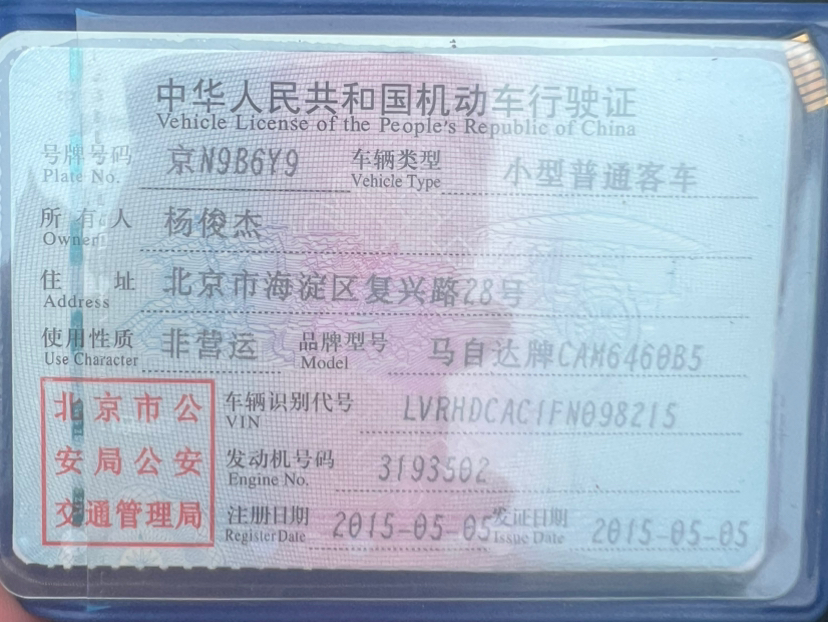 中华人民共和国机动车行驶证
Vehicle License of the People's Republic of China
号牌号码 京N9B6Y9 车辆类型 小型普通客车
Plate No. Vehicle Type
所有人 杨俊杰
Owner
住址 北京市海淀区复兴路28号
Address
使用性质 非营运 品牌型号 马自达牌CAM6460B5
Use Character Model
北京市公安局公安交通管理局
车辆识别代号 LVRHDCAC1FN098215
VIN
发动机号码 3193502
Engine No.
注册日期 2015-05-05 发证日期 2015-05-05
Register Date Issue Date